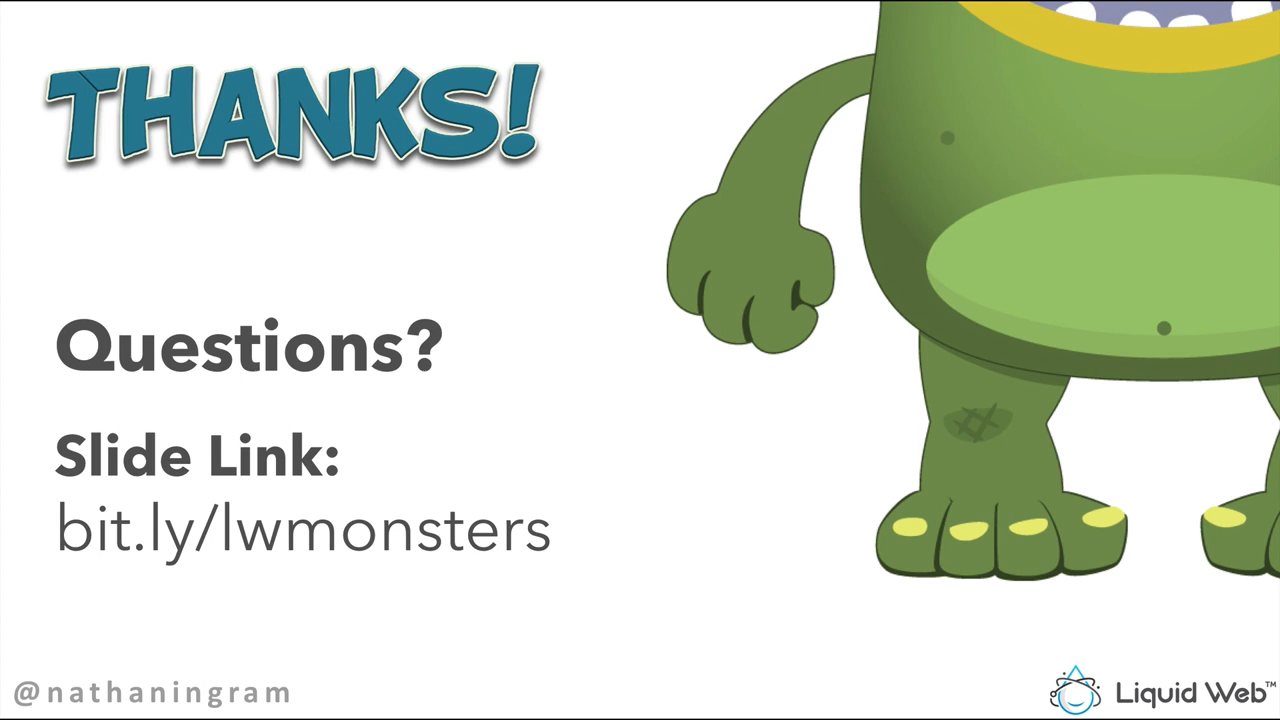 THANKS!
Questions?
Slide Link:
bit.ly/lwmonsters
@nathaningram
Liquid Web™